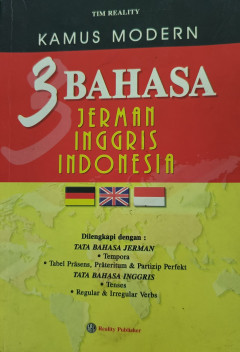 TIM REALITY
KAMUS MODERN
3 BAHASA
JERMAN
INGGRIS
INDONESIA
Dilengkapi dengan :
TATA BAHASA JERMAN
• Tempora
• Tabel Präsens, Präteritum & Partizip Perfekt
TATA BAHASA INGGRIS
• Tenses
• Regular & Irregular Verbs
Reality Publisher